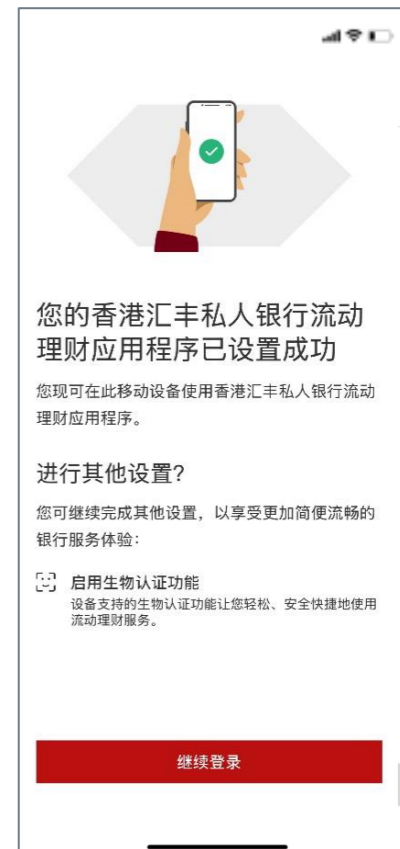 您的香港汇丰私人银行流动
理财应用程序已设置成功
您现可在此移动设备使用香港汇丰私人银行流动
理财应用程序。
进行其他设置?
您可继续完成其他设置，以享受更加简便流畅的
银行服务体验：
启用生物认证功能
设备支持的生物认证功能让您轻松、安全快捷地使用
流动理财服务。
继续登录